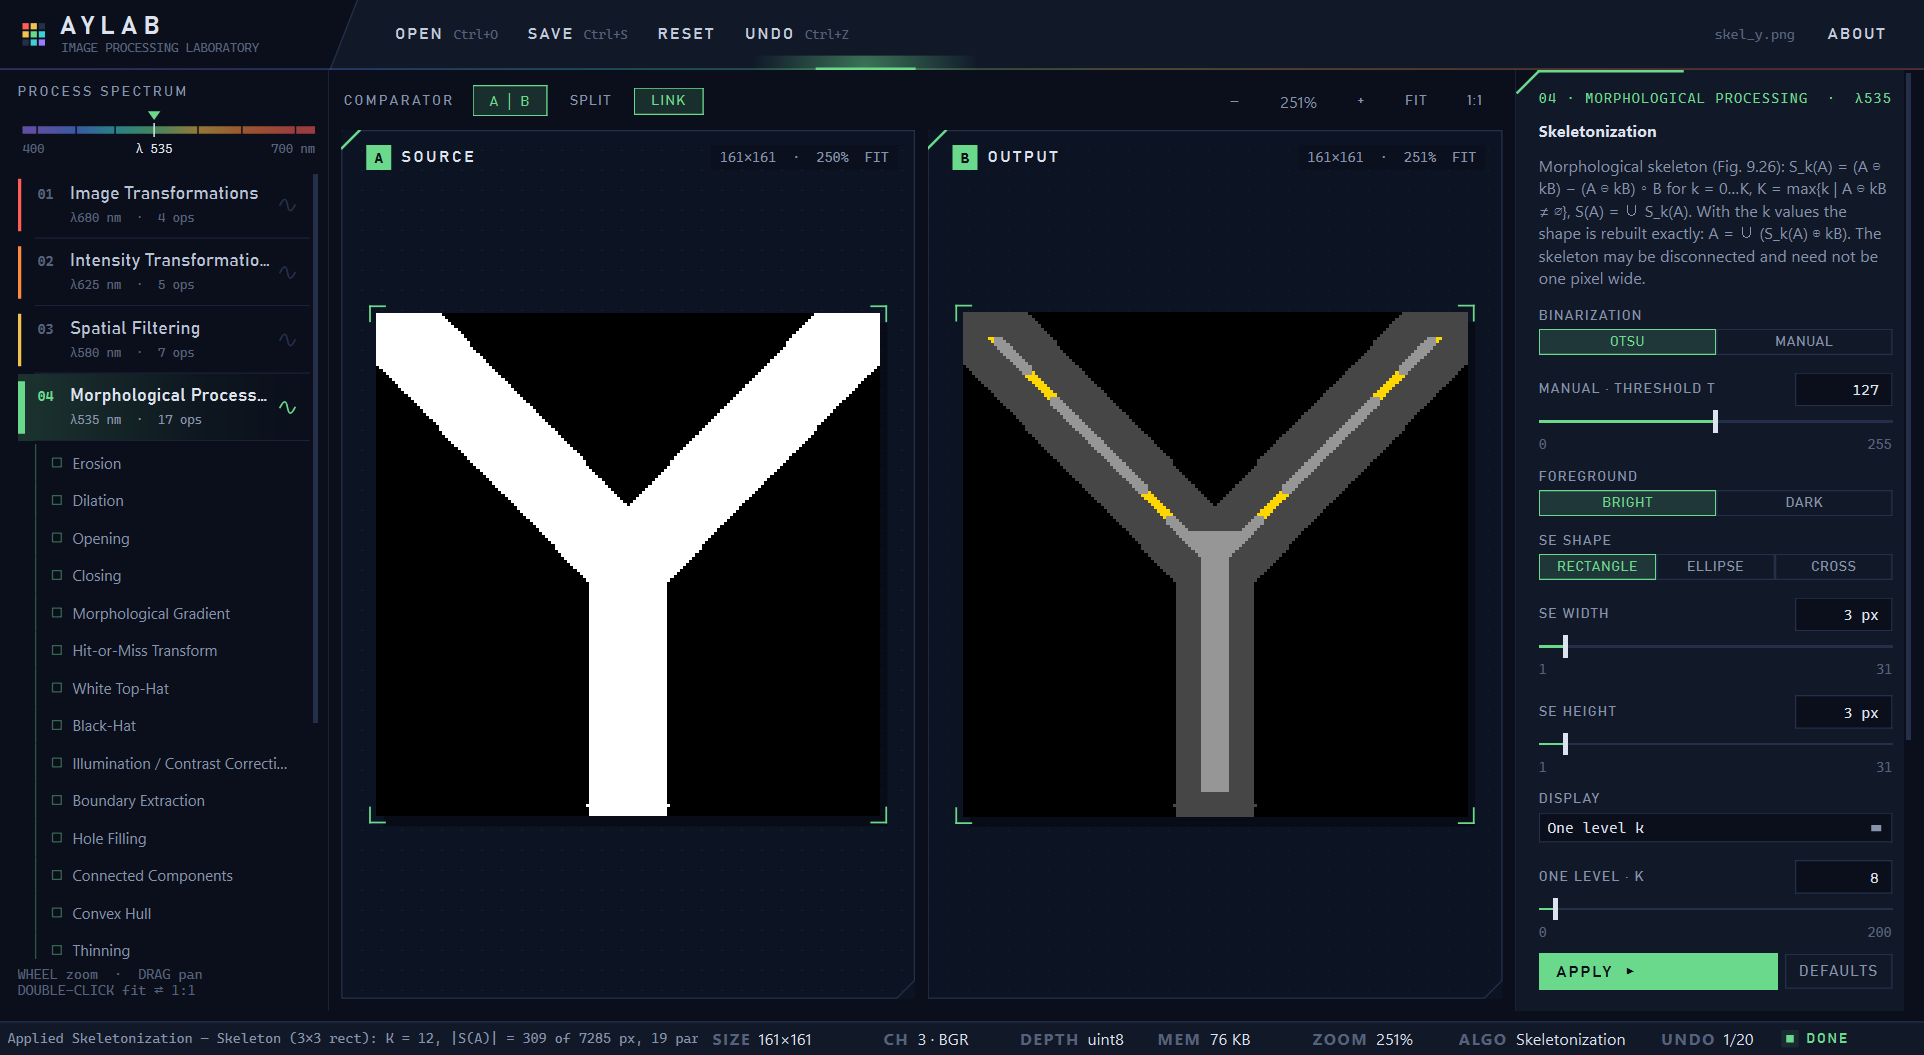 AYLAB
IMAGE PROCESSING LABORATORY
OPEN Ctrl+O SAVE Ctrl+S RESET UNDO Ctrl+Z
skel_y.png ABOUT
PROCESS SPECTRUM
400 λ 535 700 nm
01 Image Transformations
λ680 nm · 4 ops
02 Intensity Transformatio...
λ625 nm · 5 ops
03 Spatial Filtering
λ580 nm · 7 ops
04 Morphological Process...
λ535 nm · 17 ops
Erosion
Dilation
Opening
Closing
Morphological Gradient
Hit-or-Miss Transform
White Top-Hat
Black-Hat
Illumination / Contrast Correcti...
Boundary Extraction
Hole Filling
Connected Components
Convex Hull
Thinning
WHEEL zoom · DRAG pan
DOUBLE-CLICK fit ⇄ 1:1
COMPARATOR A | B SPLIT LINK
− 251% + FIT 1:1
A SOURCE 161×161 · 250% FIT
B OUTPUT 161×161 · 251% FIT
04 · MORPHOLOGICAL PROCESSING · λ535
Skeletonization
Morphological skeleton (Fig. 9.26): S_k(A) = (A ⊖
kB) − (A ⊖ kB) ∘ B for k = 0...K, K = max{k | A ⊖ kB
≠ ∅}, S(A) = ∪ S_k(A). With the k values the
shape is rebuilt exactly: A = ∪ (S_k(A) ⊕ kB). The
skeleton may be disconnected and need not be
one pixel wide.
BINARIZATION
OTSU MANUAL
MANUAL · THRESHOLD T 127
0 255
FOREGROUND
BRIGHT DARK
SE SHAPE
RECTANGLE ELLIPSE CROSS
SE WIDTH 3 px
1 31
SE HEIGHT 3 px
1 31
DISPLAY
One level k
ONE LEVEL · K 8
0 200
APPLY ▸ DEFAULTS
Applied Skeletonization — Skeleton (3×3 rect): K = 12, |S(A)| = 309 of 7285 px, 19 par SIZE 161×161 CH 3 · BGR DEPTH uint8 MEM 76 KB ZOOM 251% ALGO Skeletonization UNDO 1/20 DONE